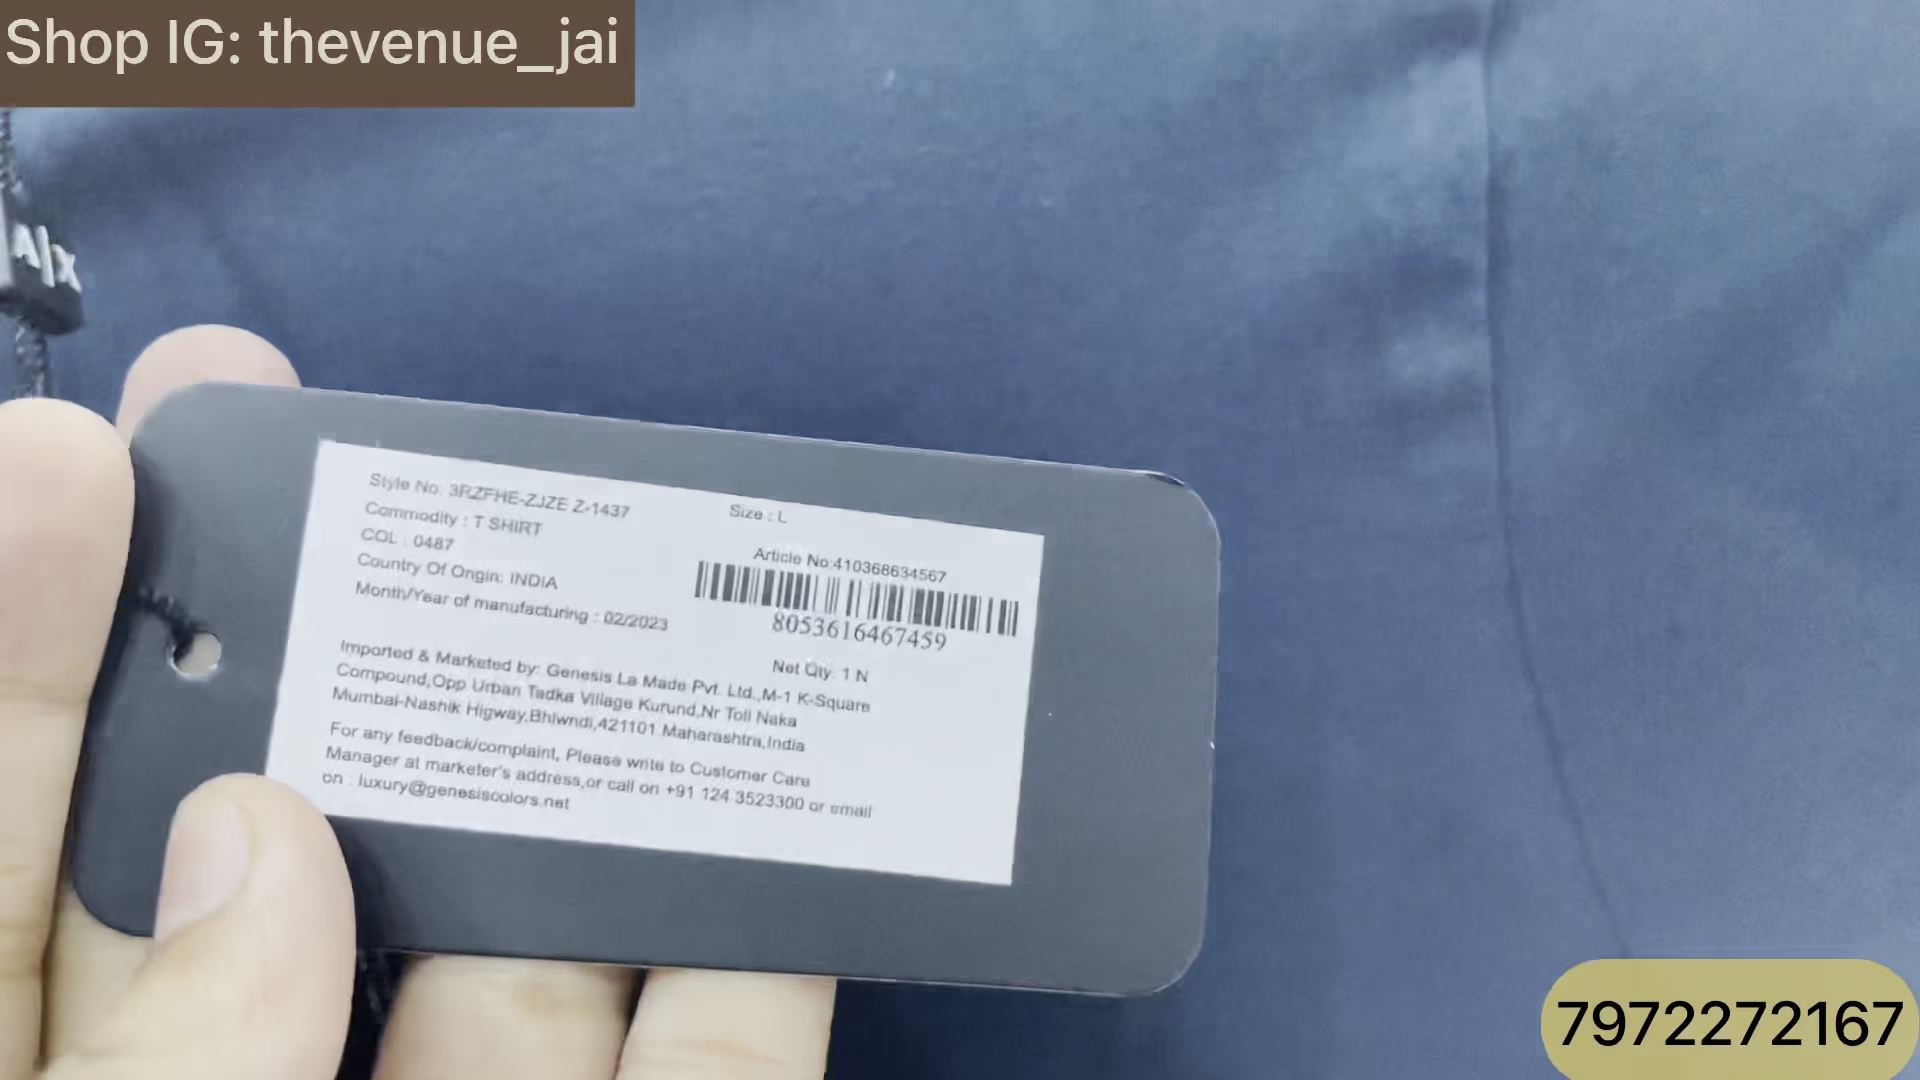 Shop IG: thevenue_jai
A|x
Style No. 3RZFHE-ZJZE Z-1437
Size : L
Commodity : T SHIRT
COL : 0487
Country Of Origin: INDIA
Month/Year of manufacturing : 02/2023
Article No:410368634567
8053616467459
Net Qty: 1 N
Imported & Marketed by: Genesis La Made Pvt. Ltd.,M-1 K-Square
Compound,Opp Urban Tadka Village Kurund,Nr Toll Naka
Mumbai-Nashik Higway,Bhiwndi,421101 Maharashtra,India
For any feedback/complaint, Please write to Customer Care
Manager at marketer's address,or call on +91 124 3523300 or email
on : luxury@genesiscolors.net
7972272167